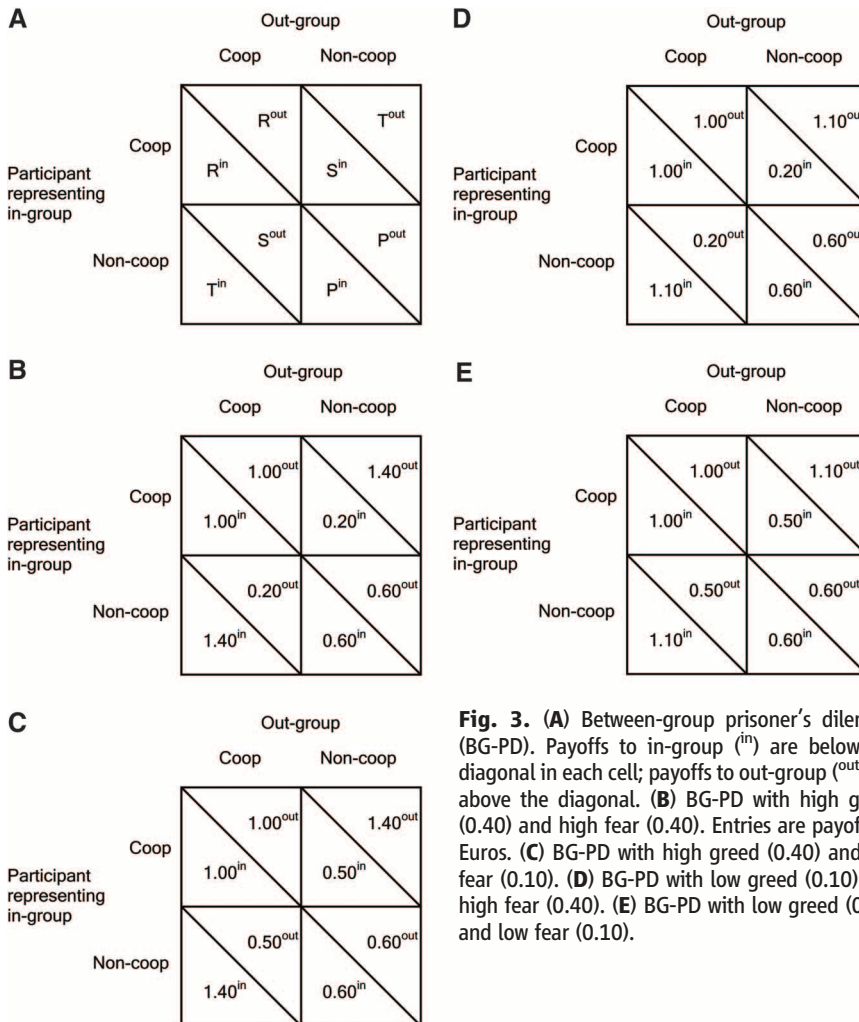 A
Out-group
Coop Non-coop
Participant representing in-group
Coop
R^out T^out
R^in S^in
Non-coop
S^out P^out
T^in P^in
B
Out-group
Coop Non-coop
Participant representing in-group
Coop
1.00^out 1.40^out
1.00^in 0.20^in
Non-coop
0.20^out 0.60^out
1.40^in 0.60^in
C
Out-group
Coop Non-coop
Participant representing in-group
Coop
1.00^out 1.40^out
1.00^in 0.50^in
Non-coop
0.50^out 0.60^out
1.40^in 0.60^in
D
Out-group
Coop Non-coop
Participant representing in-group
Coop
1.00^out 1.10^ou
1.00^in 0.20^in
Non-coop
0.20^out 0.60^ou
1.10^in 0.60^in
E
Out-group
Coop Non-coop
Participant representing in-group
Coop
1.00^out 1.10^ou
1.00^in 0.50^in
Non-coop
0.50^out 0.60^ou
1.10^in 0.60^in
Fig. 3. (A) Between-group prisoner's diler
(BG-PD). Payoffs to in-group (^in) are below
diagonal in each cell; payoffs to out-group (^out
above the diagonal. (B) BG-PD with high g
(0.40) and high fear (0.40). Entries are payof
Euros. (C) BG-PD with high greed (0.40) and
fear (0.10). (D) BG-PD with low greed (0.10)
high fear (0.40). (E) BG-PD with low greed (0.
and low fear (0.10).